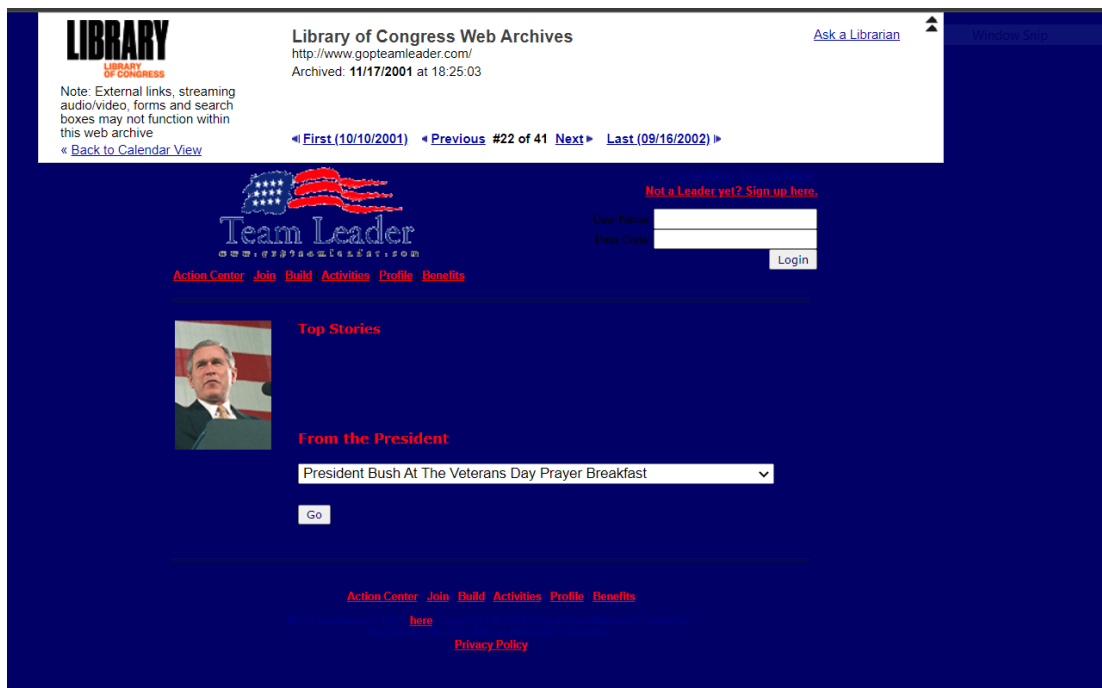 LIBRARY
LIBRARY
OF CONGRESS
Note: External links, streaming
audio/video, forms and search
boxes may not function within
this web archive
« Back to Calendar View
Library of Congress Web Archives
http://www.gopteamleader.com/
Archived: 11/17/2001 at 18:25:03
First (10/10/2001) Previous #22 of 41 Next Last (09/16/2002)
Ask a Librarian
Window Snip
Team Leader
www.gopteamleader.com
Not a Leader yet? Sign up here.
User Name:
Pass Code:
Login
Action Center Join Build Activities Profile Benefits
Top Stories
From the President
President Bush At The Veterans Day Prayer Breakfast
Go
Action Center Join Build Activities Profile Benefits
here
Privacy Policy